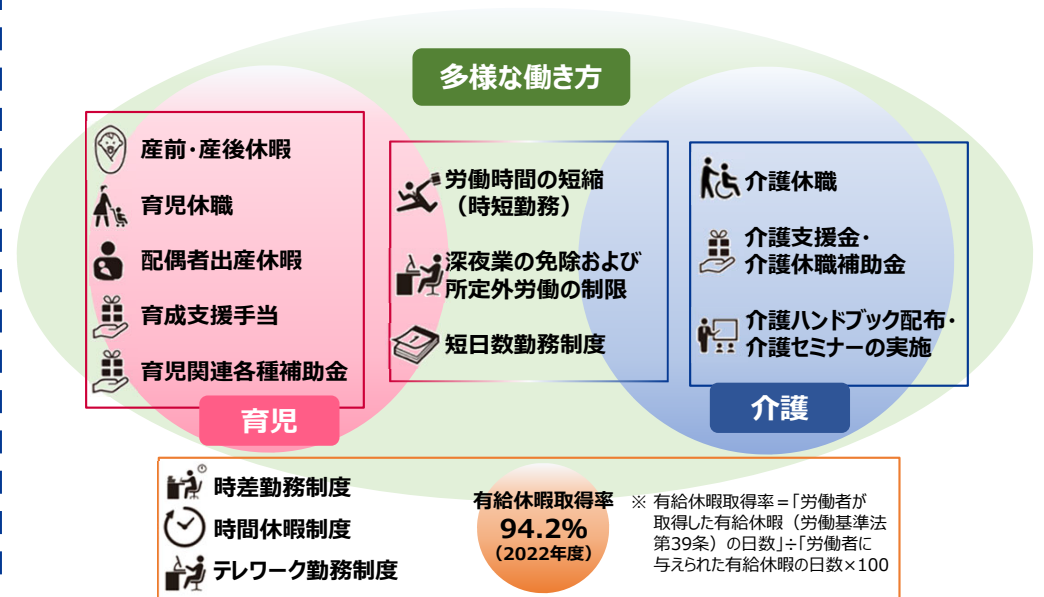 多様な働き方
産前・産後休暇
育児休職
配偶者出産休暇
育成支援手当
育児関連各種補助金
育児
労働時間の短縮
（時短勤務）
深夜業の免除および
所定外労働の制限
短日数勤務制度
介護休職
介護支援金・
介護休職補助金
介護ハンドブック配布・
介護セミナーの実施
介護
時差勤務制度
時間休暇制度
テレワーク勤務制度
有給休暇取得率
94.2%
（2022年度）
※ 有給休暇取得率＝「労働者が
取得した有給休暇（労働基準法
第39条）の日数」÷「労働者に
与えられた有給休暇の日数×100